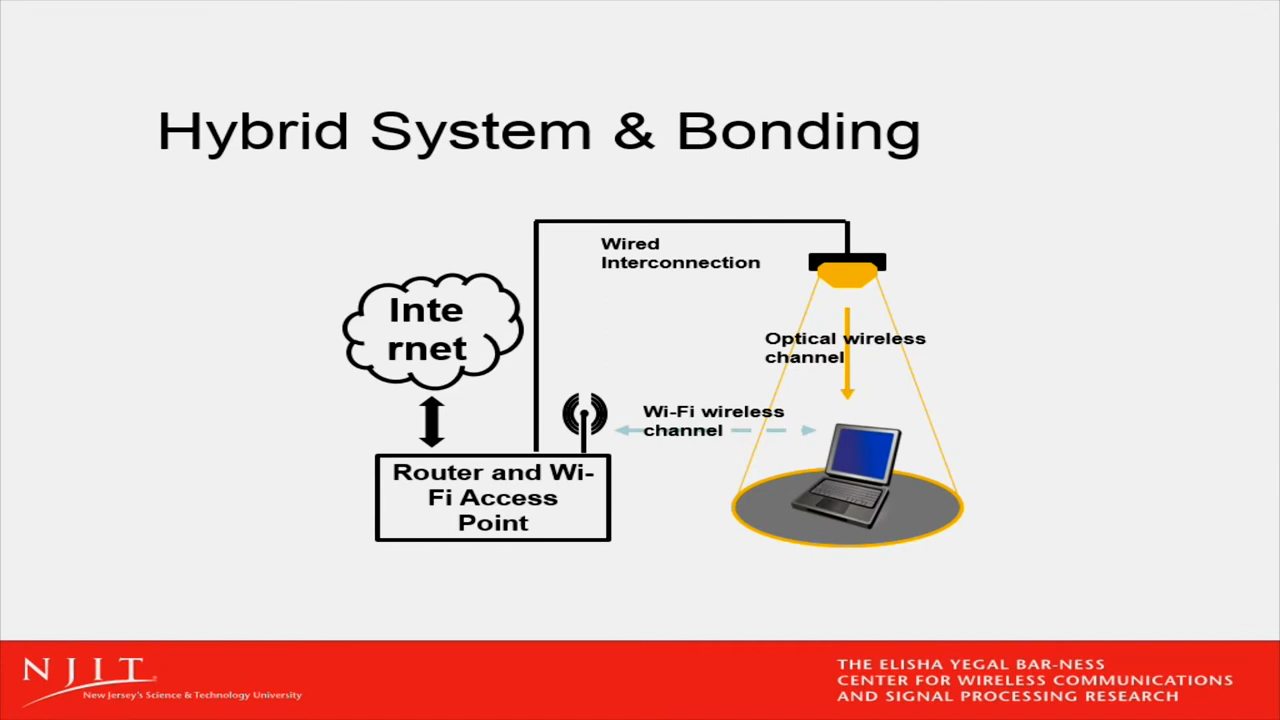 Hybrid System & Bonding
Wired
Interconnection
Inte
rnet
Optical wireless
channel
Wi-Fi wireless
channel
Router and Wi-
Fi Access
Point
NJIT
New Jersey's Science & Technology University
THE ELISHA YEGAL BAR-NESS
CENTER FOR WIRELESS COMMUNICATIONS
AND SIGNAL PROCESSING RESEARCH